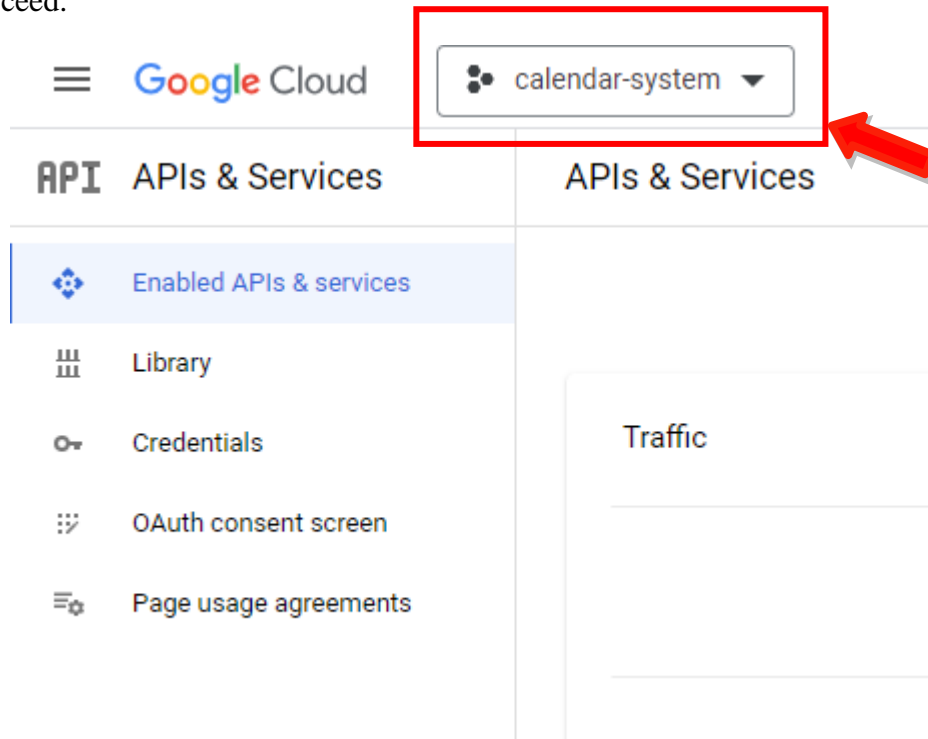 ceed.
Google Cloud
calendar-system
API APIs & Services
APIs & Services
Enabled APIs & services
Library
Credentials
OAuth consent screen
Page usage agreements
Traffic